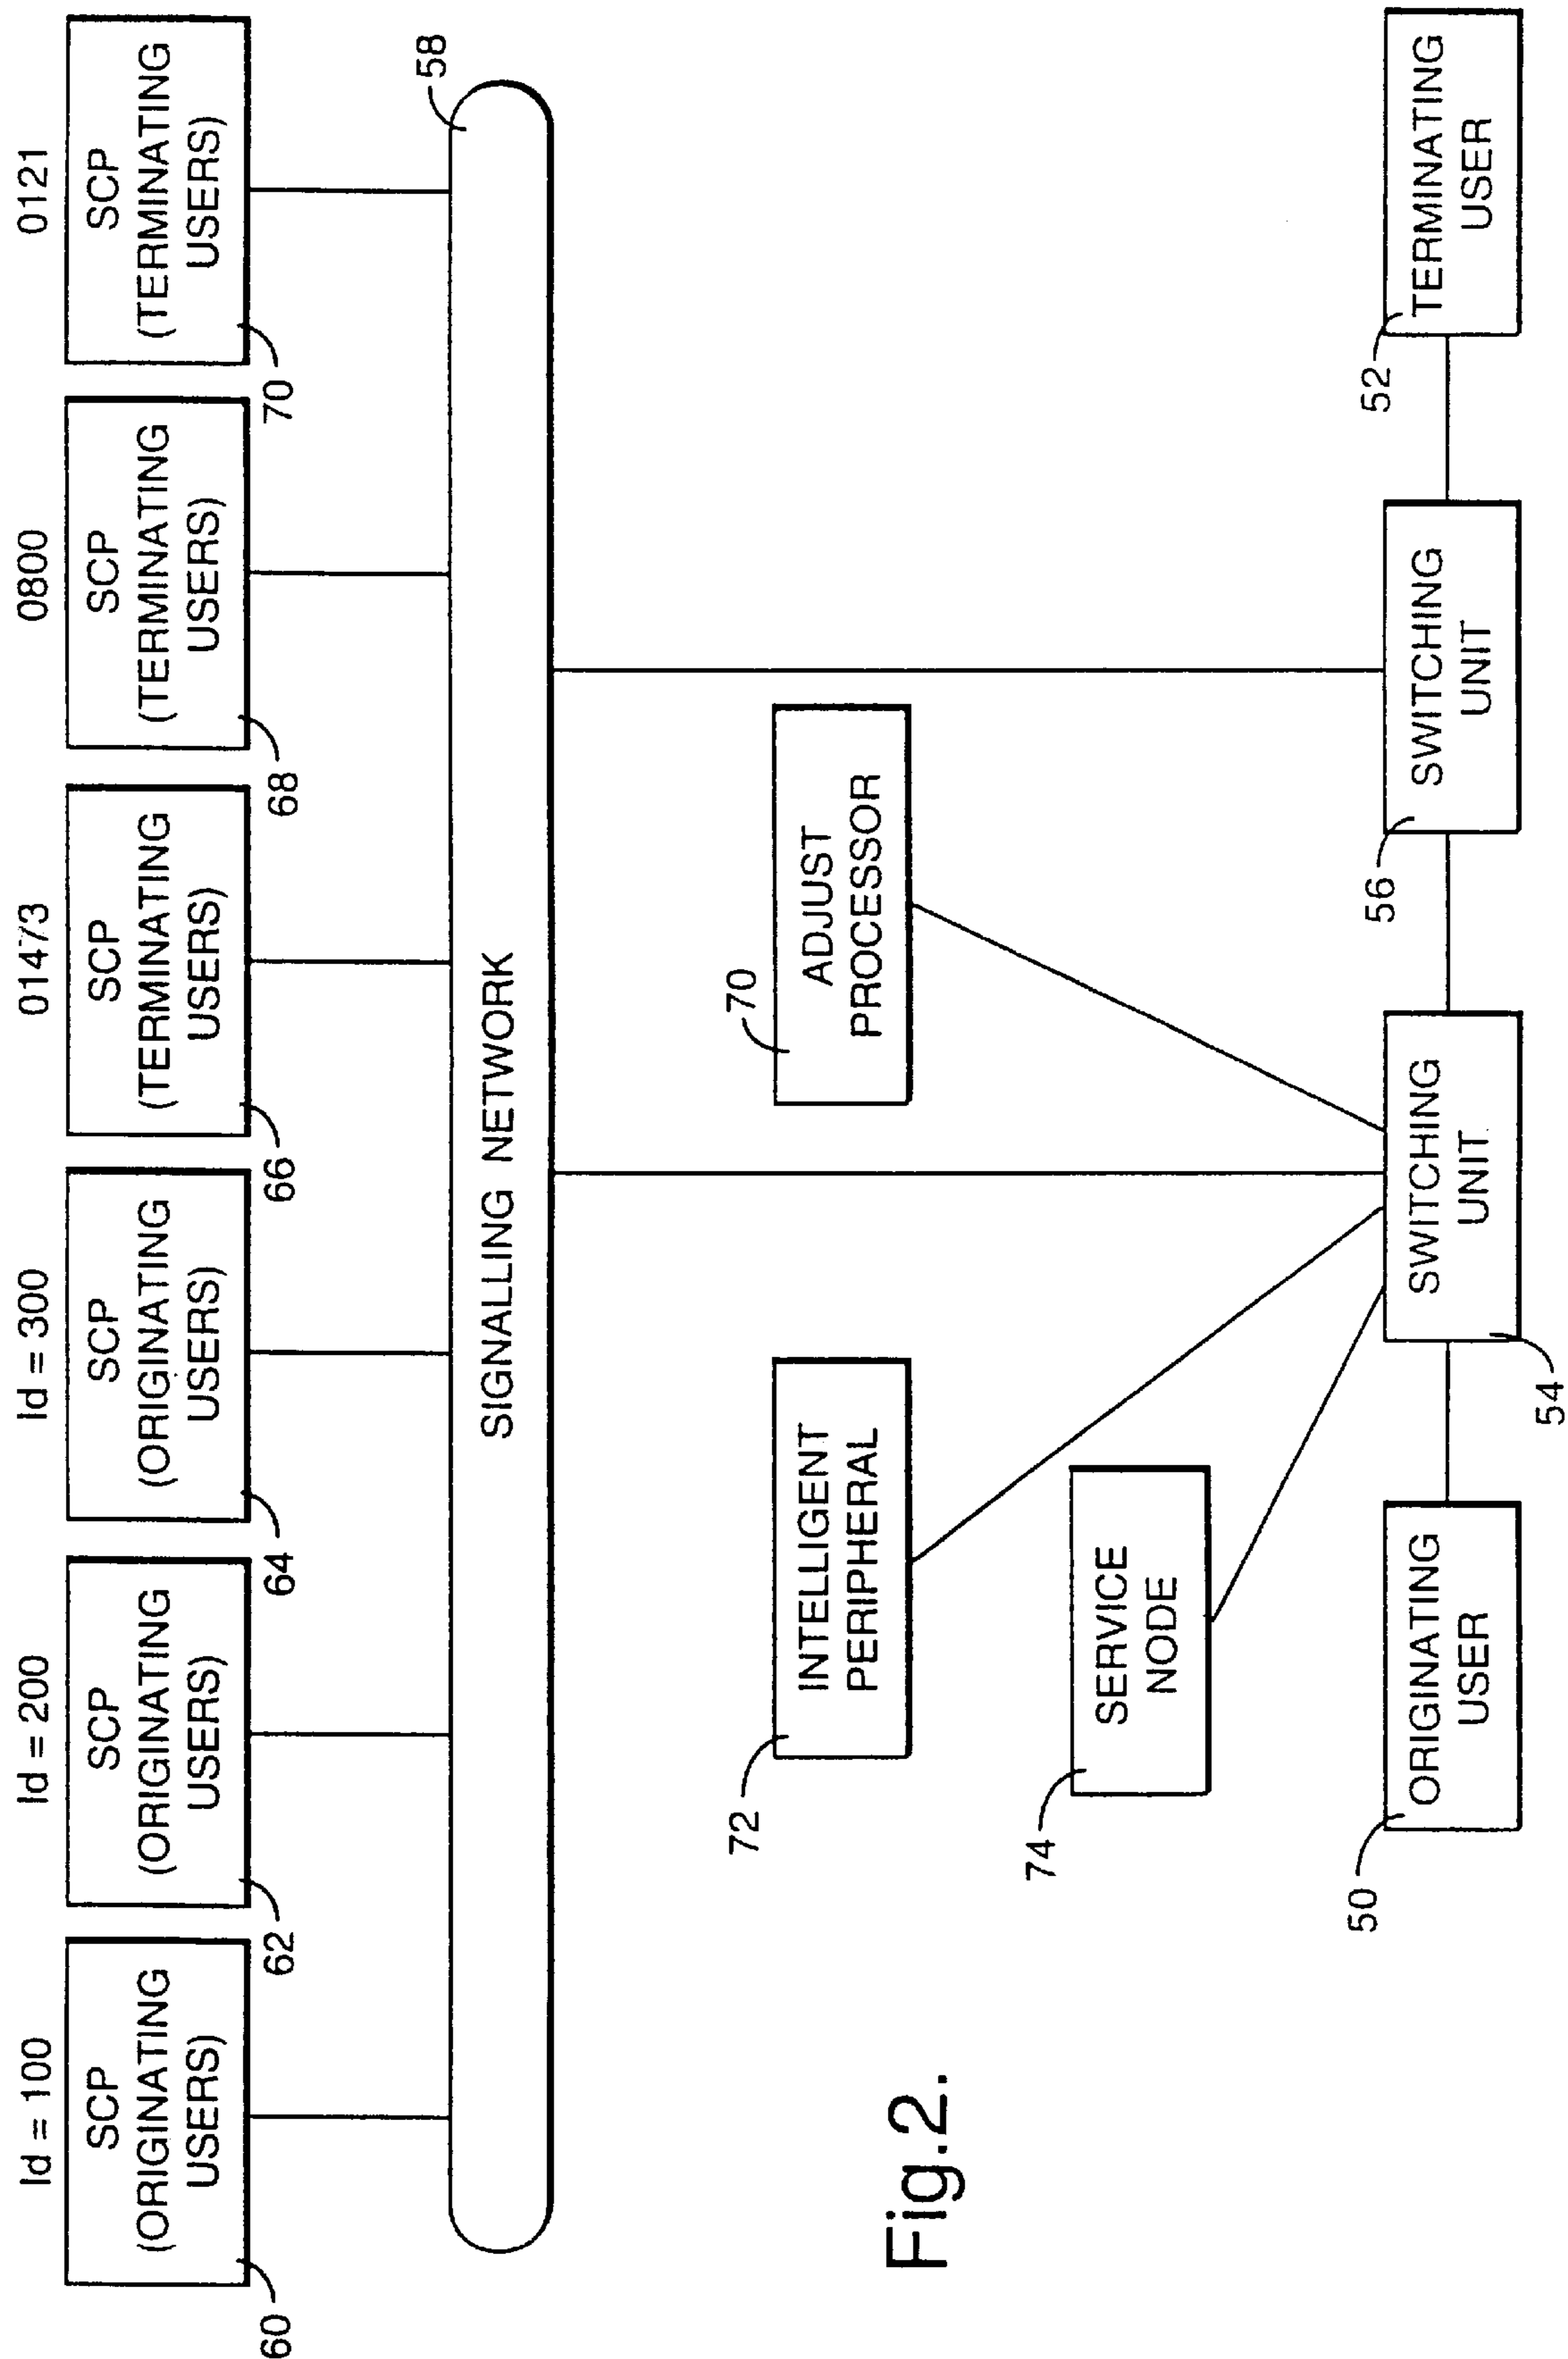 Id = 100
SCP
(ORIGINATING
USERS)
60
Id = 200
SCP
(ORIGINATING
USERS)
62
Id = 300
SCP
(ORIGINATING
USERS)
64
01473
SCP
(TERMINATING
USERS)
66
0800
SCP
(TERMINATING
USERS)
68
0121
SCP
(TERMINATING
USERS)
70
58
SIGNALLING NETWORK
72
INTELLIGENT
PERIPHERAL
70
ADJUST
PROCESSOR
74
SERVICE
NODE
50
ORIGINATING
USER
54
SWITCHING
UNIT
56
SWITCHING
UNIT
52
TERMINATING
USER
Fig.2.